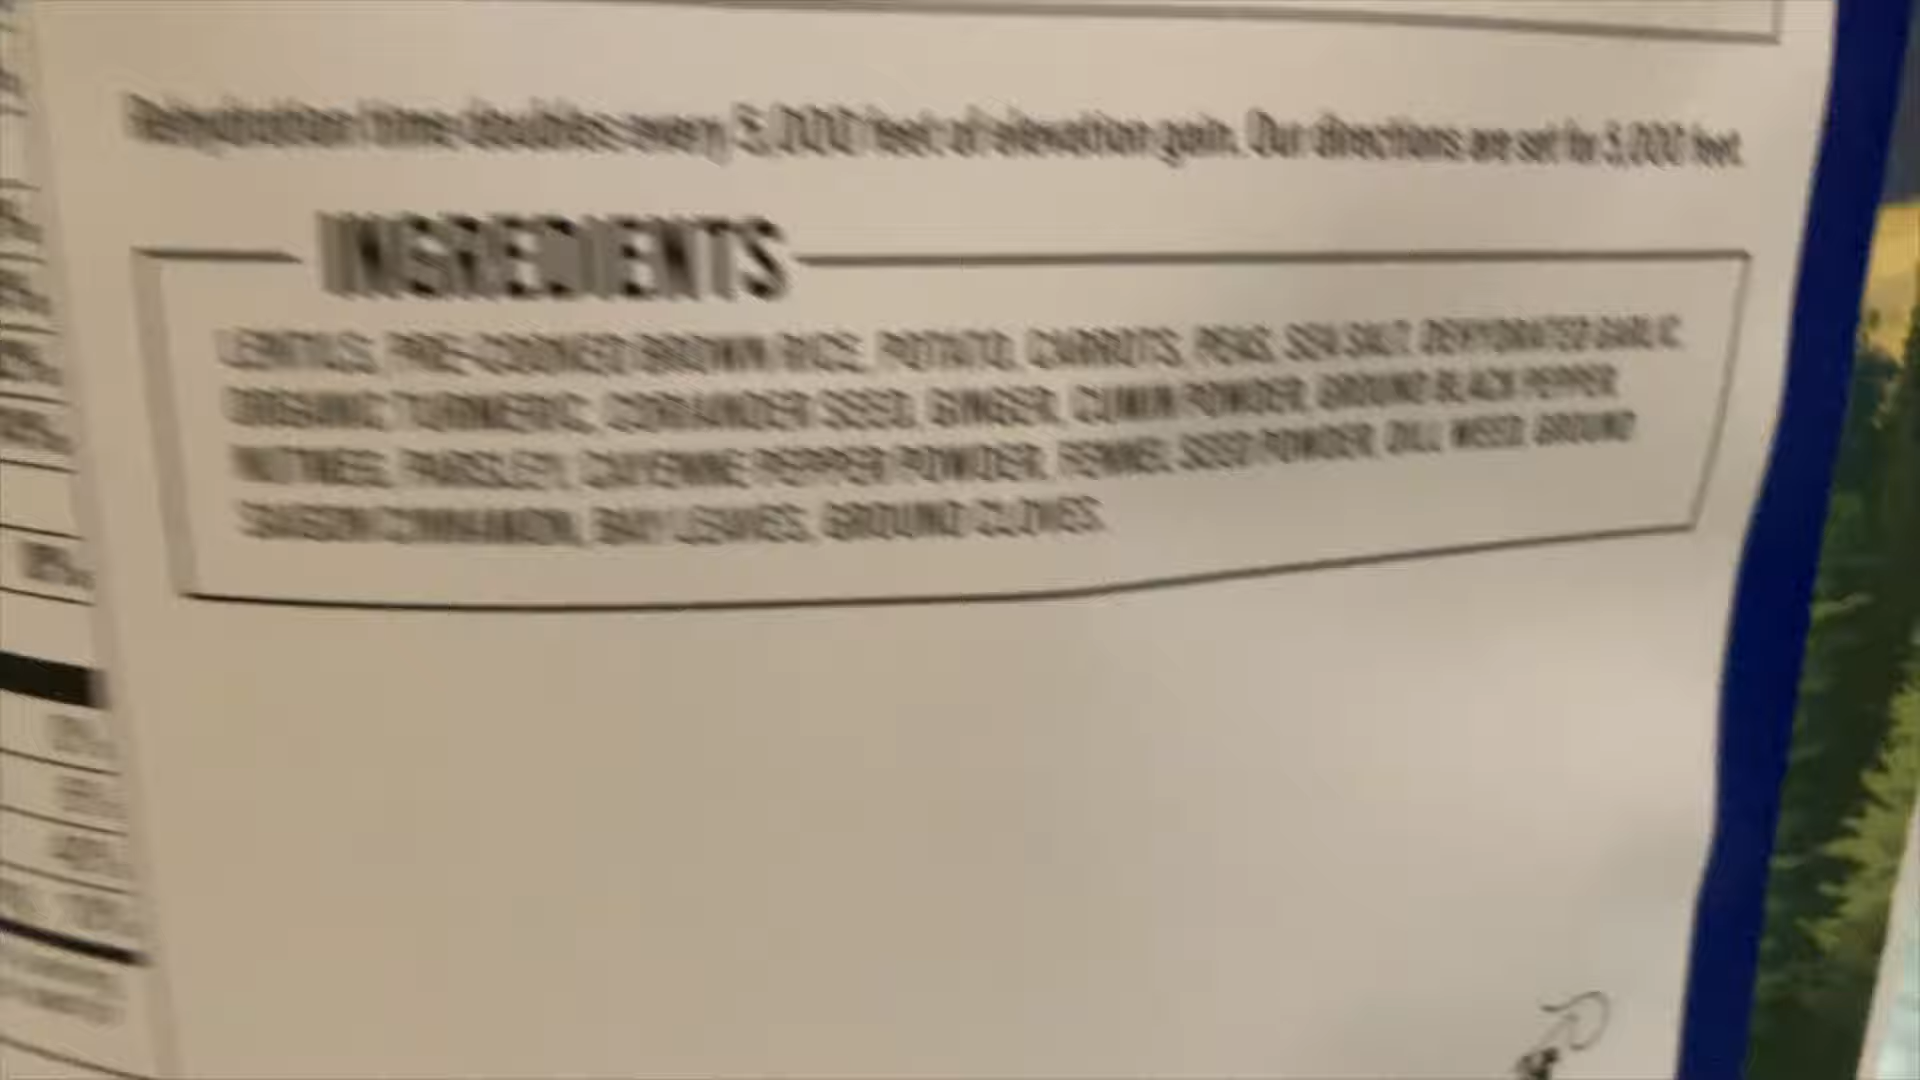 Rehydration time doubles every 5,000 feet of elevation gain. Our directions are set for 5,000 feet.
INGREDIENTS
LENTILS, PRE-COOKED BROWN RICE, POTATO, CARROTS, PEAS, SEA SALT, DEHYDRATED GARLIC,
ORGANIC TURMERIC, CORIANDER SEED, GINGER, CUMIN POWDER, GROUND BLACK PEPPER,
NUTMEG, PARSLEY, CAYENNE PEPPER POWDER, FENNEL SEED POWDER, DILL WEED, GROUND
SAIGON CINNAMON, BAY LEAVES, GROUND CLOVES.